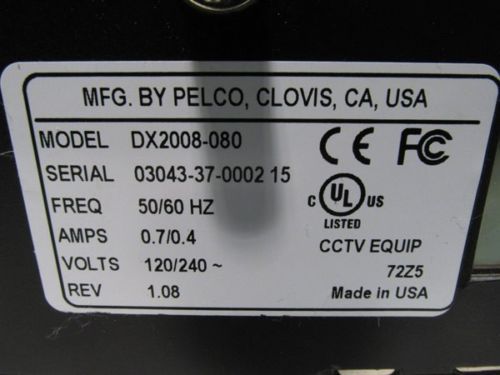 MFG. BY PELCO, CLOVIS, CA, USA
MODEL DX2008-080
SERIAL 03043-37-0002 15
FREQ 50/60 HZ
AMPS 0.7/0.4
VOLTS 120/240 ~
REV 1.08
CE FC
C UL US
LISTED
CCTV EQUIP
72Z5
Made in USA